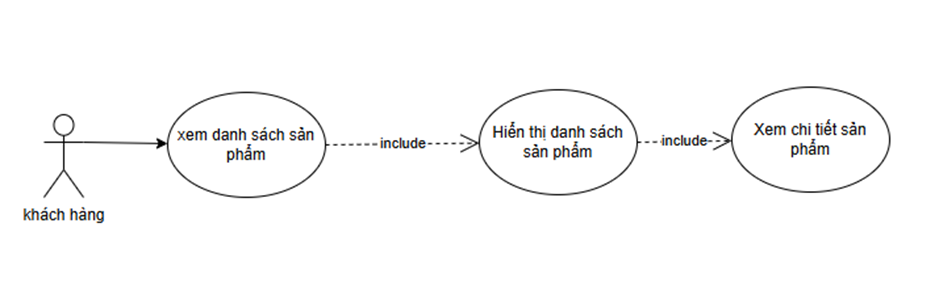 xem danh sách sản
phẩm
include
Hiển thị danh sách
sản phẩm
include
Xem chi tiết sản
phẩm
khách hàng